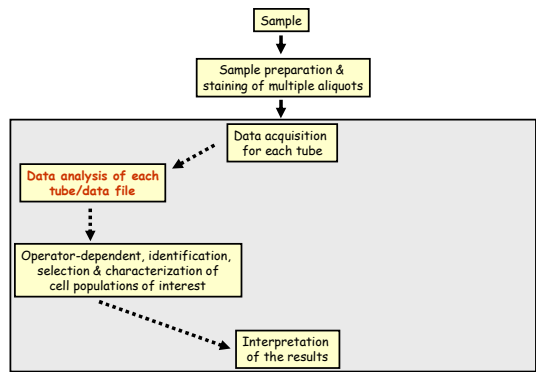 Sample
Sample preparation &
staining of multiple aliquots
Data acquisition
for each tube
Data analysis of each
tube/data file
Operator-dependent, identification,
selection & characterization of
cell populations of interest
Interpretation
of the results